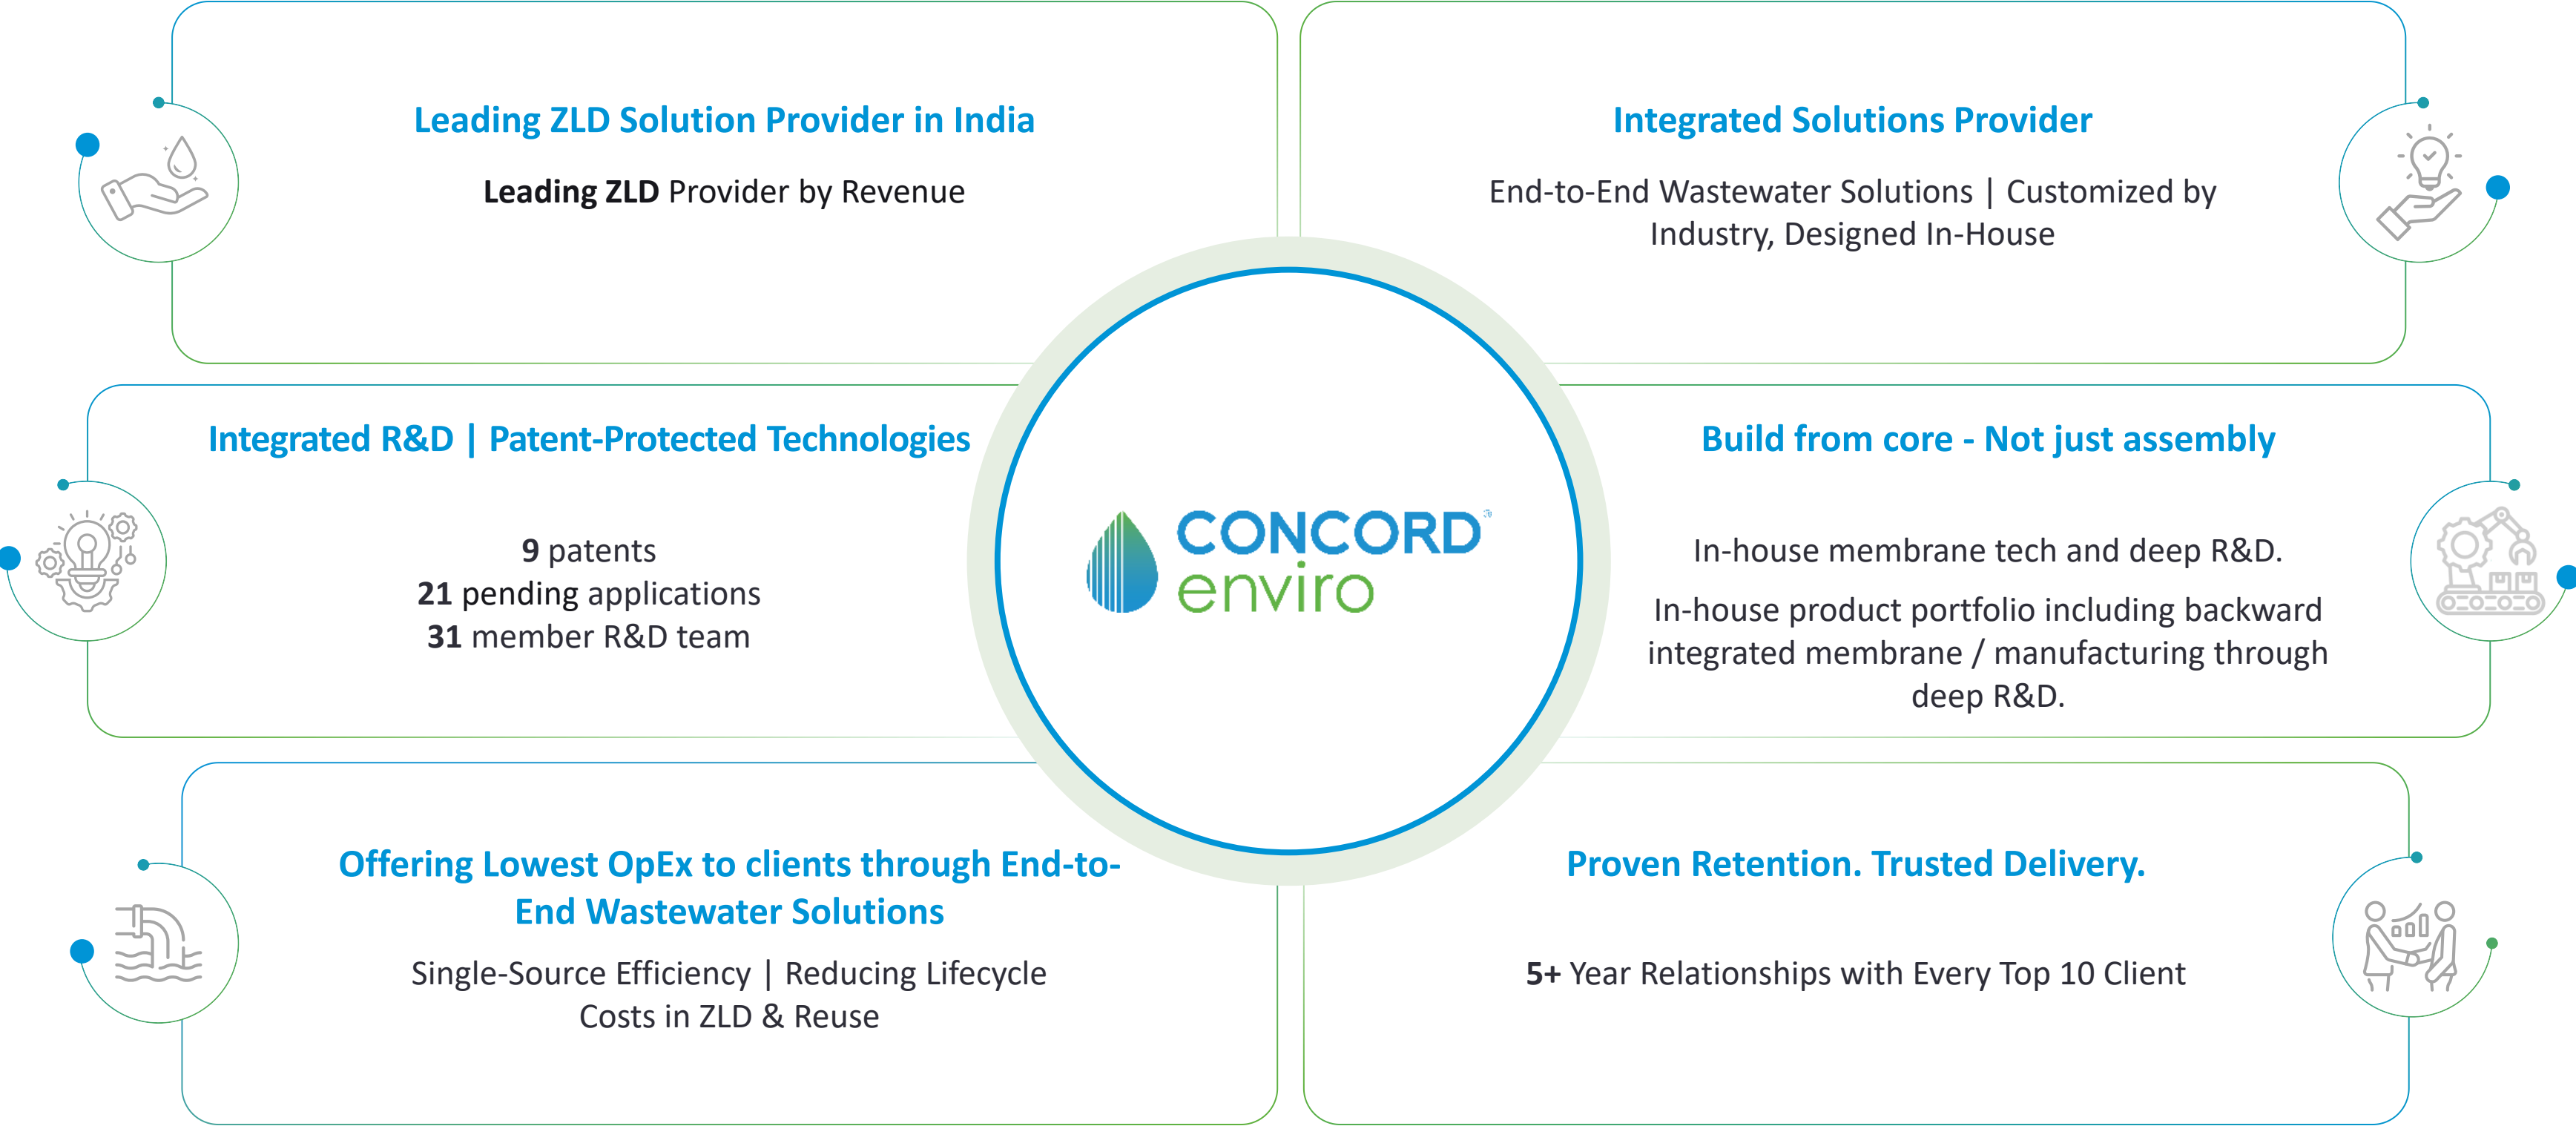 Leading ZLD Solution Provider in India
Leading ZLD Provider by Revenue
Integrated Solutions Provider
End-to-End Wastewater Solutions | Customized by
Industry, Designed In-House
Integrated R&D | Patent-Protected Technologies
9 patents
21 pending applications
31 member R&D team
CONCORD
enviro
Build from core - Not just assembly
In-house membrane tech and deep R&D.
In-house product portfolio including backward
integrated membrane / manufacturing through
deep R&D.
Offering Lowest OpEx to clients through End-to-
End Wastewater Solutions
Single-Source Efficiency | Reducing Lifecycle
Costs in ZLD & Reuse
Proven Retention. Trusted Delivery.
5+ Year Relationships with Every Top 10 Client